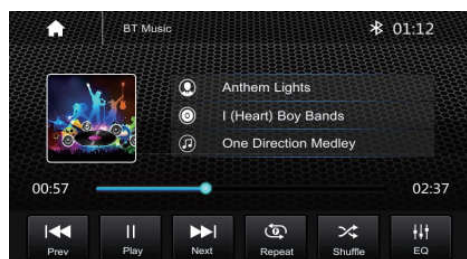 BT Music
01:12
Anthem Lights
I (Heart) Boy Bands
One Direction Medley
00:57
02:37
Prev
Play
Next
Repeat
Shuffle
EQ